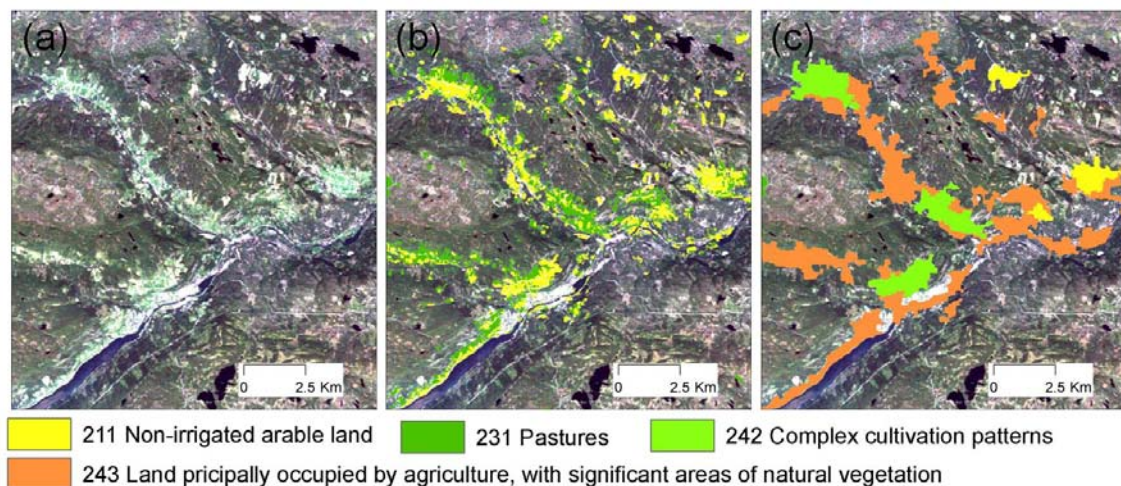 (a)
(b)
(c)
0 2.5 Km
0 2.5 Km
0 2.5 Km
211 Non-irrigated arable land
231 Pastures
242 Complex cultivation patterns
243 Land pricipally occupied by agriculture, with significant areas of natural vegetation